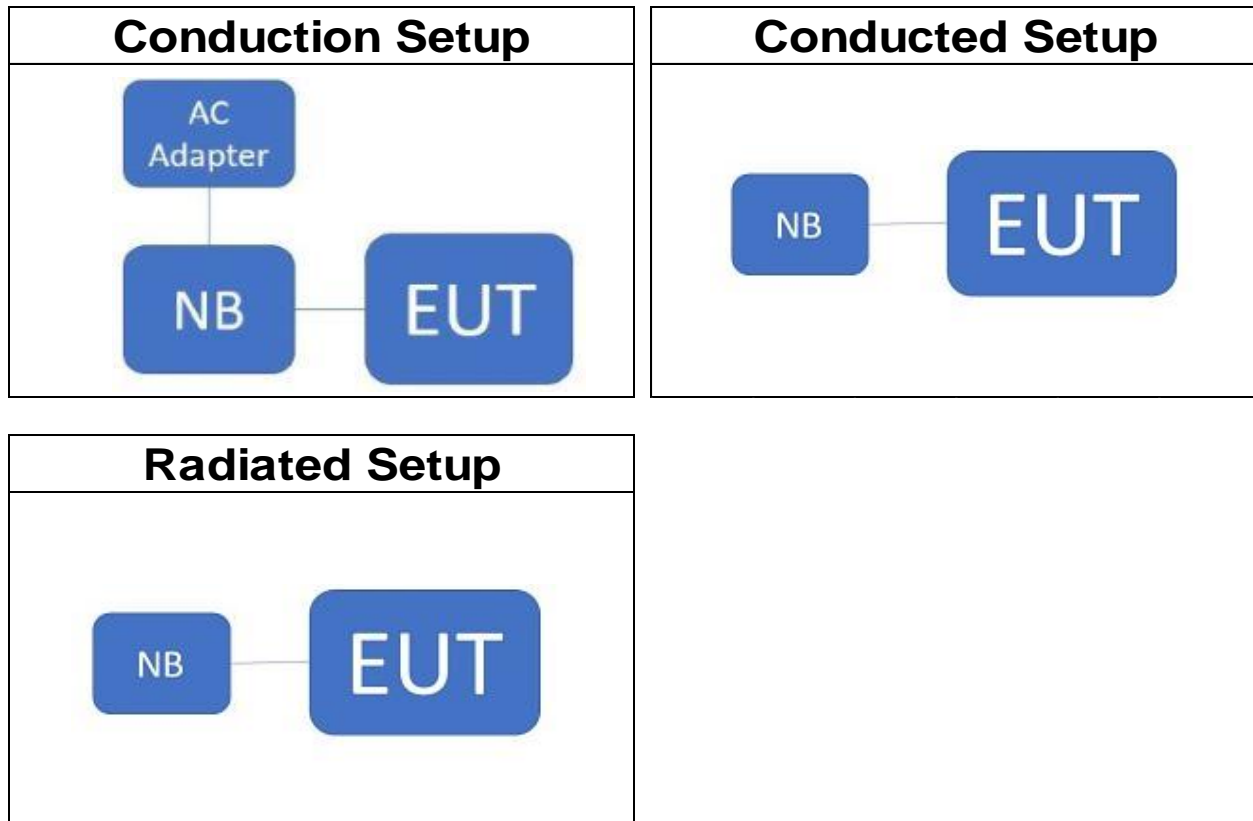 Conduction Setup
AC
Adapter
NB
EUT
Conducted Setup
NB
EUT
Radiated Setup
NB
EUT